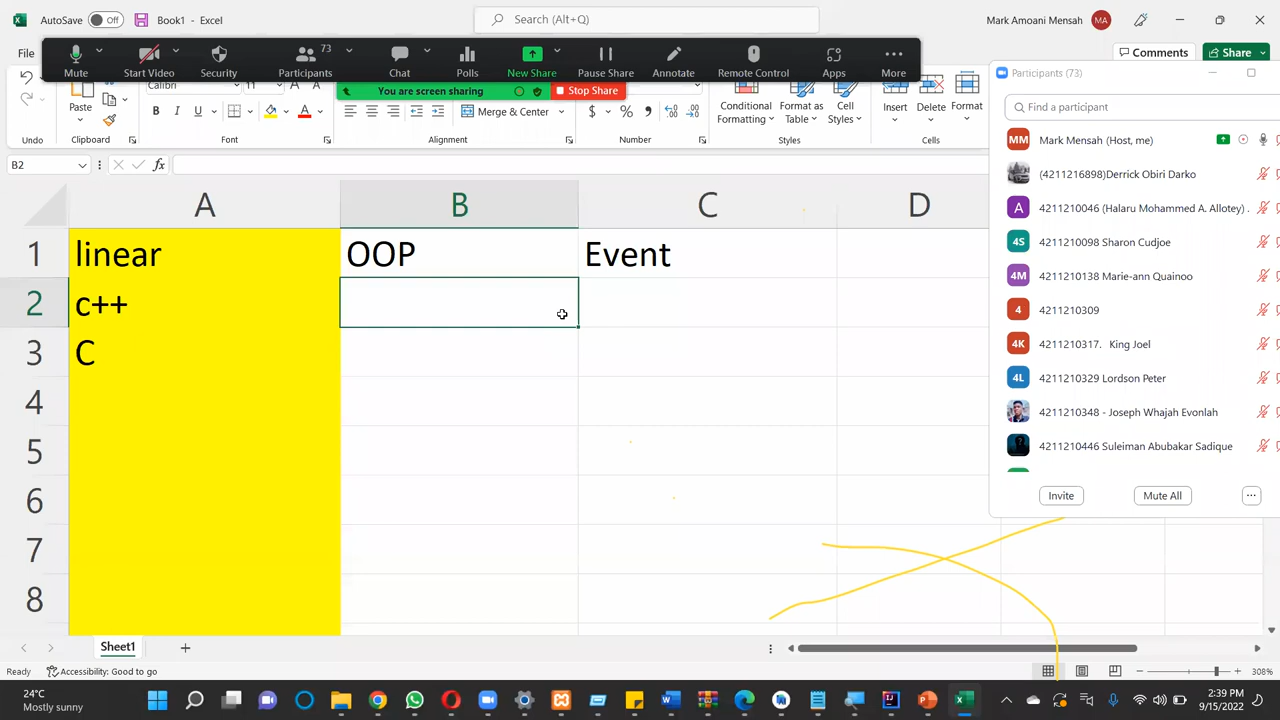 AutoSave Off Book1 - Excel Search (Alt+Q) Mark Amoani Mensah MA
File Comments Share
Mute Start Video Security Participants 73 Chat Polls New Share Pause Share Annotate Remote Control Apps More
You are screen sharing Stop Share
Participants (73)
Calibri
Paste B I U A Merge & Center $ % Conditional Formatting Format as Table Cell Styles Insert Delete Format
Undo Clipboard Font Alignment Number Styles Cells
Find a participant
B2 fx
A B C D
1 linear OOP Event
2 c++
3 C
4
5
6
7
8
MM Mark Mensah (Host, me)
(4211216898)Derrick Obiri Darko
A 4211210046 (Halaru Mohammed A. Allotey) .
4S 4211210098 Sharon Cudjoe
4M 4211210138 Marie-ann Quainoo
4 4211210309
4K 4211210317. King Joel
4L 4211210329 Lordson Peter
4211210348 - Joseph Whajah Evonlah
4211210446 Suleiman Abubakar Sadique
Invite Mute All ...
Sheet1
Ready Accessibility: Good to go 308%
24°C
Mostly sunny
2:39 PM
9/15/2022